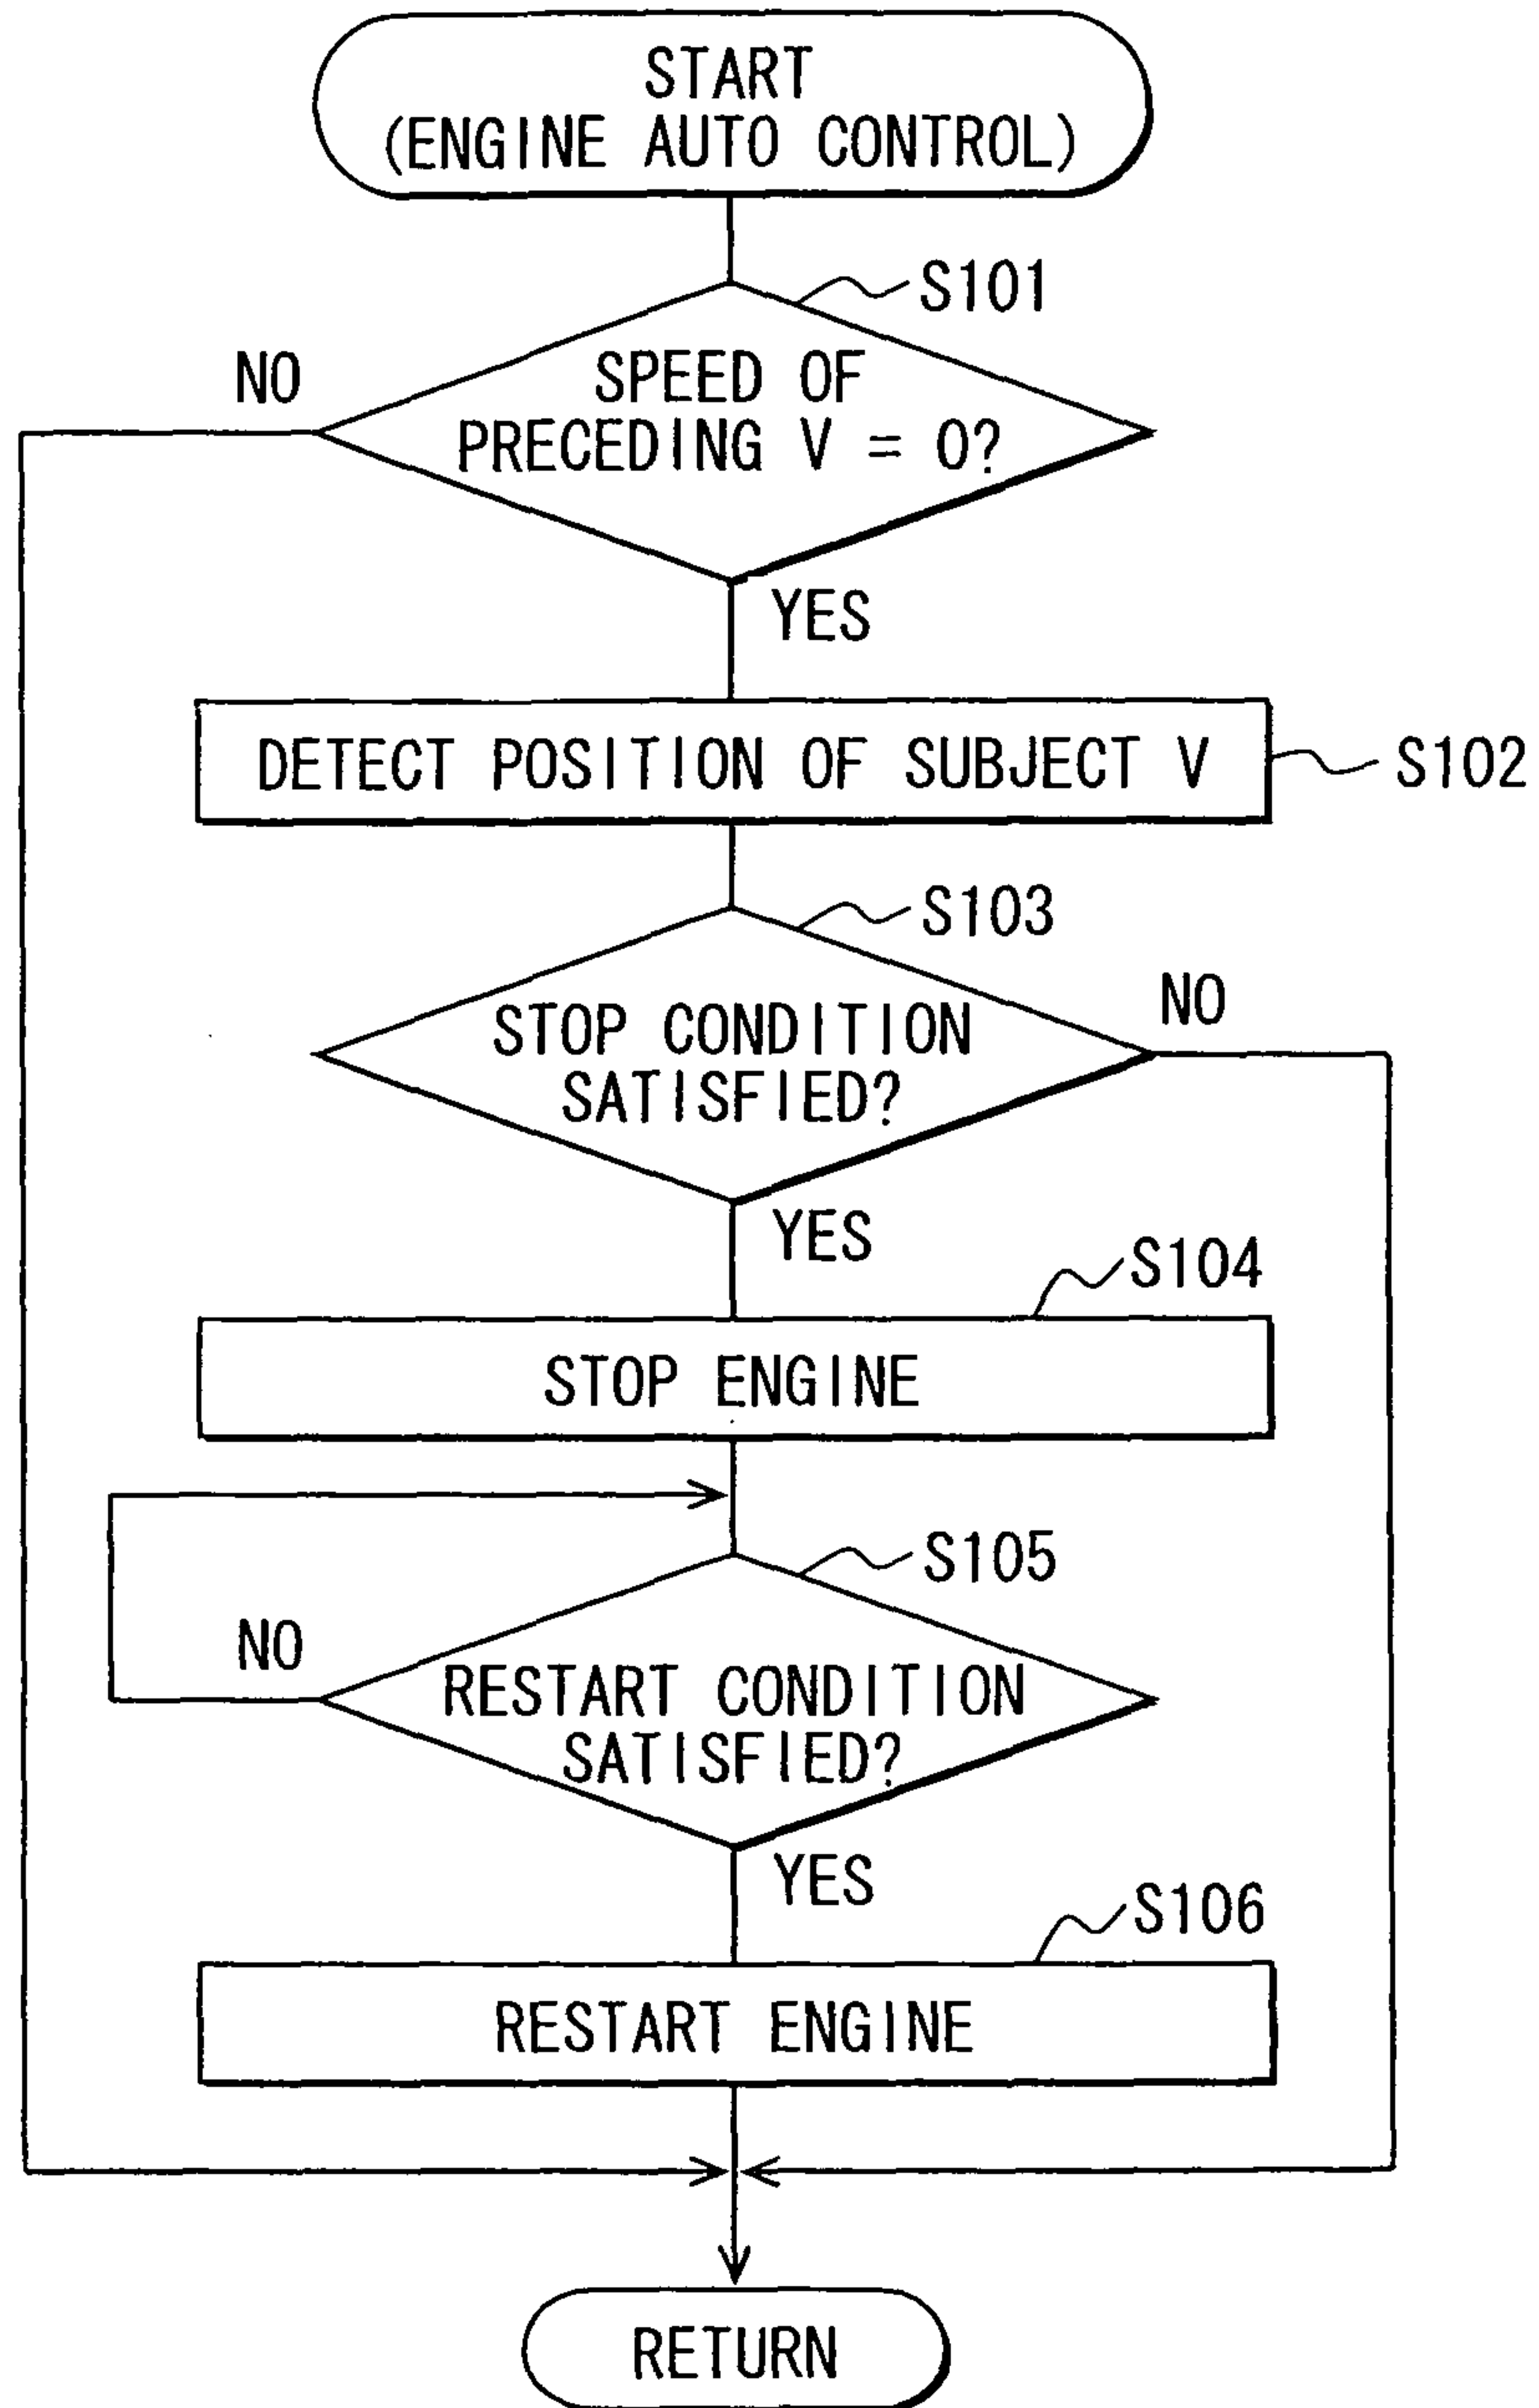 START
(ENGINE AUTO CONTROL)
S101
NO
SPEED OF
PRECEDING V = 0?
YES
DETECT POSITION OF SUBJECT V
S102
S103
NO
STOP CONDITION
SATISFIED?
YES
S104
STOP ENGINE
S105
NO
RESTART CONDITION
SATISFIED?
YES
S106
RESTART ENGINE
RETURN